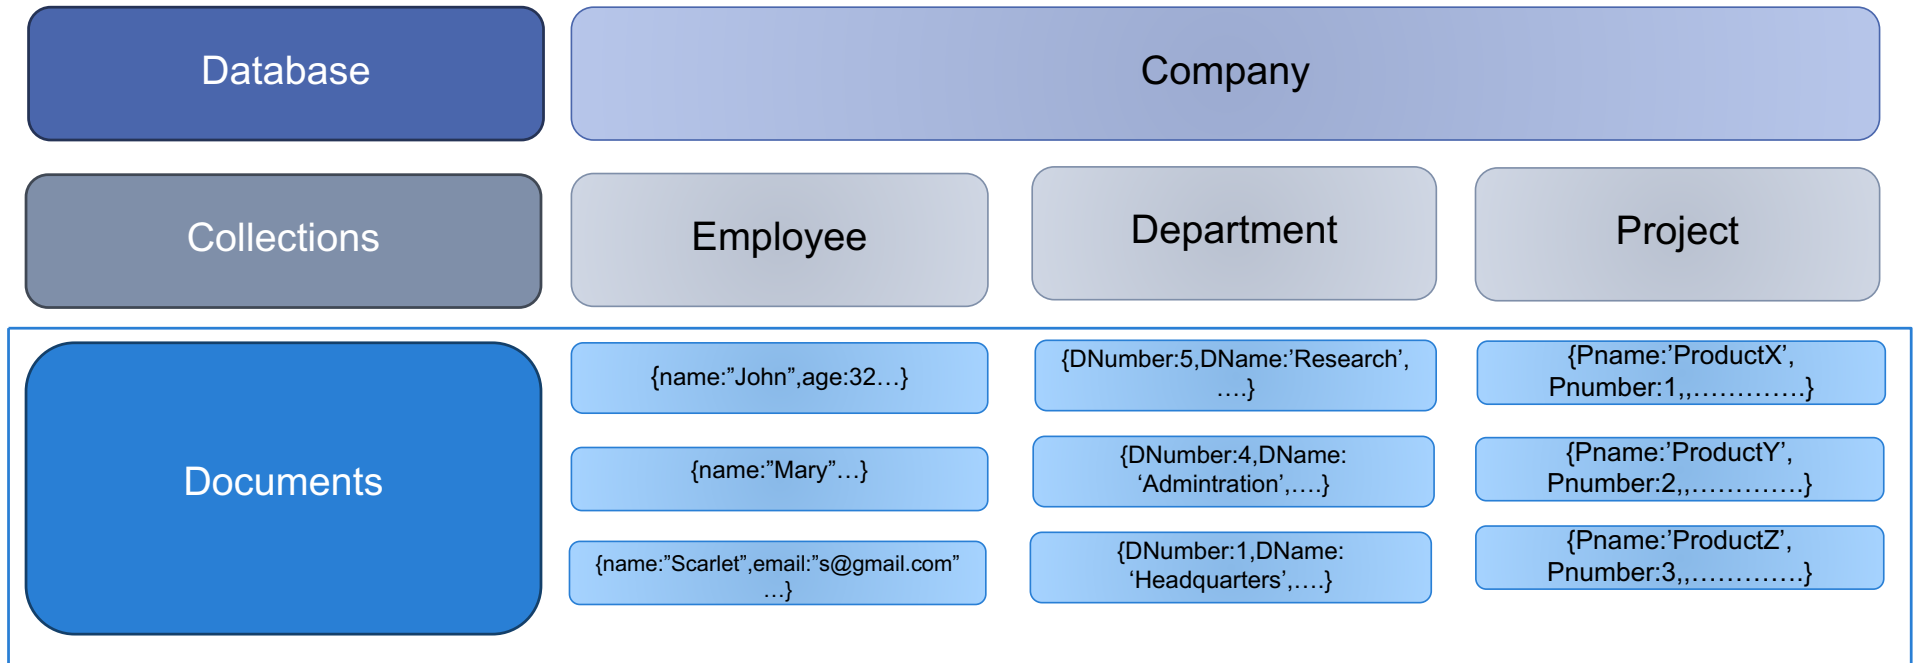 Database
Company
Collections
Employee
Department
Project
Documents
{name:”John”,age:32…}
{DNumber:5,DName:’Research’,
….}
{Pname:’ProductX’,
Pnumber:1,,………….}
{name:”Mary”…}
{DNumber:4,DName:
‘Admintration’,….}
{Pname:’ProductY’,
Pnumber:2,,………….}
{name:”Scarlet”,email:”s@gmail.com”
…}
{DNumber:1,DName:
‘Headquarters’,….}
{Pname:’ProductZ’,
Pnumber:3,,………….}